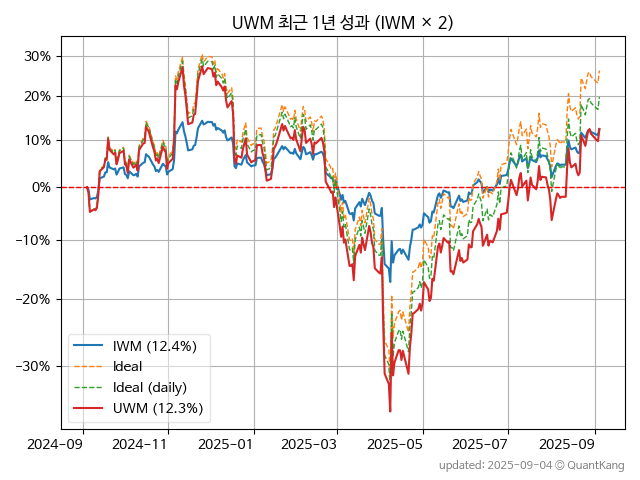 UWM 최근 1년 성과 (IWM × 2)
30%
20%
10%
0%
−10%
−20%
−30%
IWM (12.4%)
Ideal
Ideal (daily)
UWM (12.3%)
2024−09
2024−11
2025−01
2025−03
2025−05
2025−07
2025−09
updated: 2025-09-04 © QuantKang